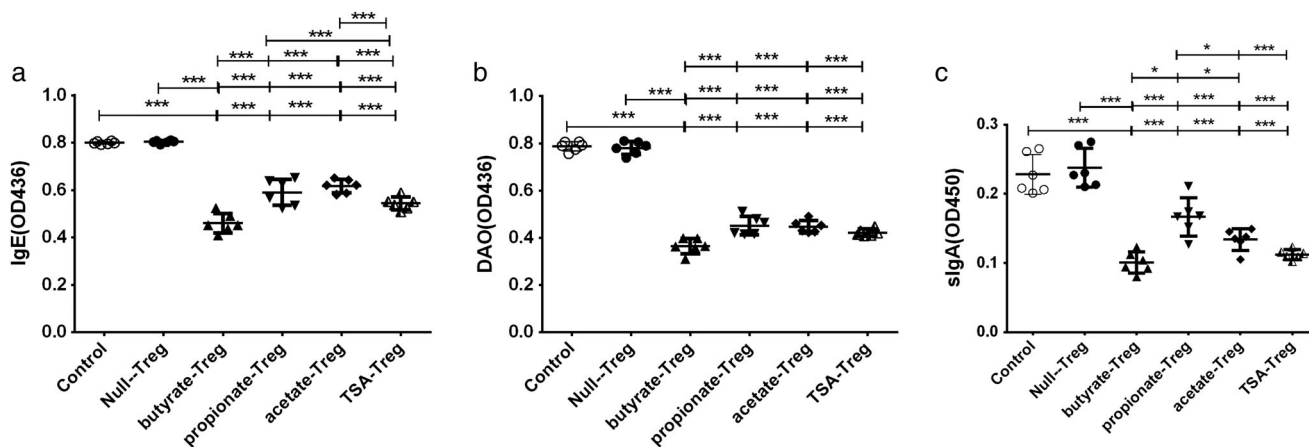 a
***
***
*** *** ***
*** *** *** ***
*** *** *** ***
IgE(OD436)
1.0
0.8
0.6
0.4
0.2
0.0
Control
Null--Treg
butyrate-Treg
propionate-Treg
acetate-Treg
TSA-Treg
b
*** *** ***
*** *** *** ***
*** *** *** ***
DAO(OD436)
1.0
0.8
0.6
0.4
0.2
0.0
Control
Null--Treg
butyrate-Treg
propionate-Treg
acetate-Treg
TSA-Treg
c
* ***
* *
*** *** *** ***
*** *** *** ***
sIgA(OD450)
0.3
0.2
0.1
0.0
Control
Null--Treg
butyrate-Treg
propionate-Treg
acetate-Treg
TSA-Treg